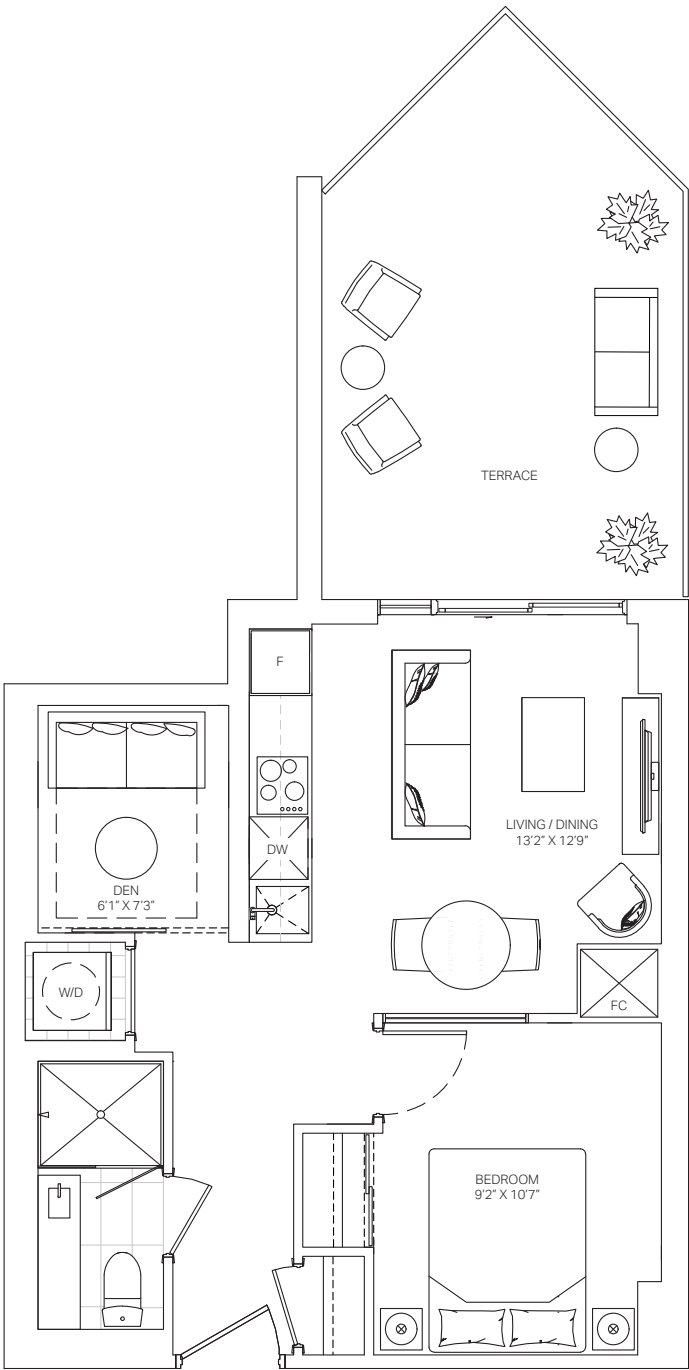 TERRACE
F
LIVING / DINING
13'2" X 12'9"
DW
DEN
6'1" X 7'3"
W/D
FC
BEDROOM
9'2" X 10'7"